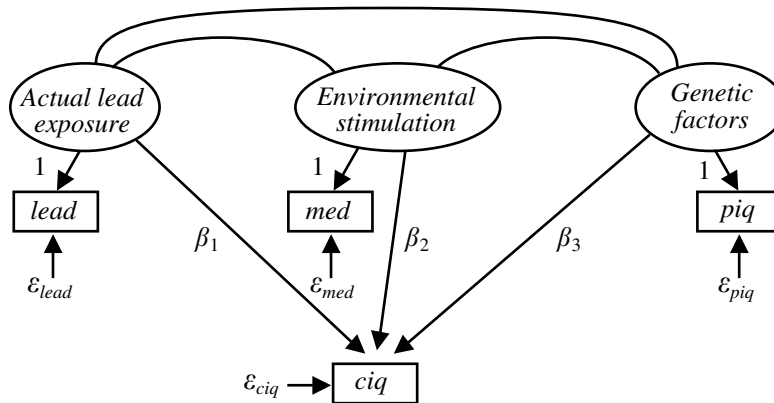 Actual lead
exposure
Environmental
stimulation
Genetic
factors
1
1
1
lead
med
piq
β1
β2
β3
εlead
εmed
εpiq
εciq
ciq